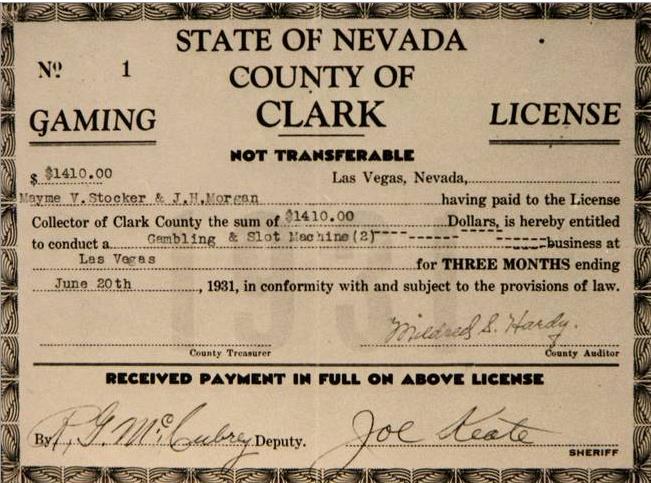 STATE OF NEVADA
Nº 1
COUNTY OF
GAMING CLARK LICENSE
NOT TRANSFERABLE
$ $1410.00 Las Vegas, Nevada,
Mayme V.Stocker & J.H.Morgan having paid to the License
Collector of Clark County the sum of $1410.00 Dollars, is hereby entitled
to conduct a Gambling & Slot Machine(2) business at
Las Vegas for THREE MONTHS ending
June 20th, 1931, in conformity with and subject to the provisions of law.
Mildred S. Hardy.
County Treasurer County Auditor
RECEIVED PAYMENT IN FULL ON ABOVE LICENSE
By R. G. McCubrey Deputy. Joe Keate
SHERIFF